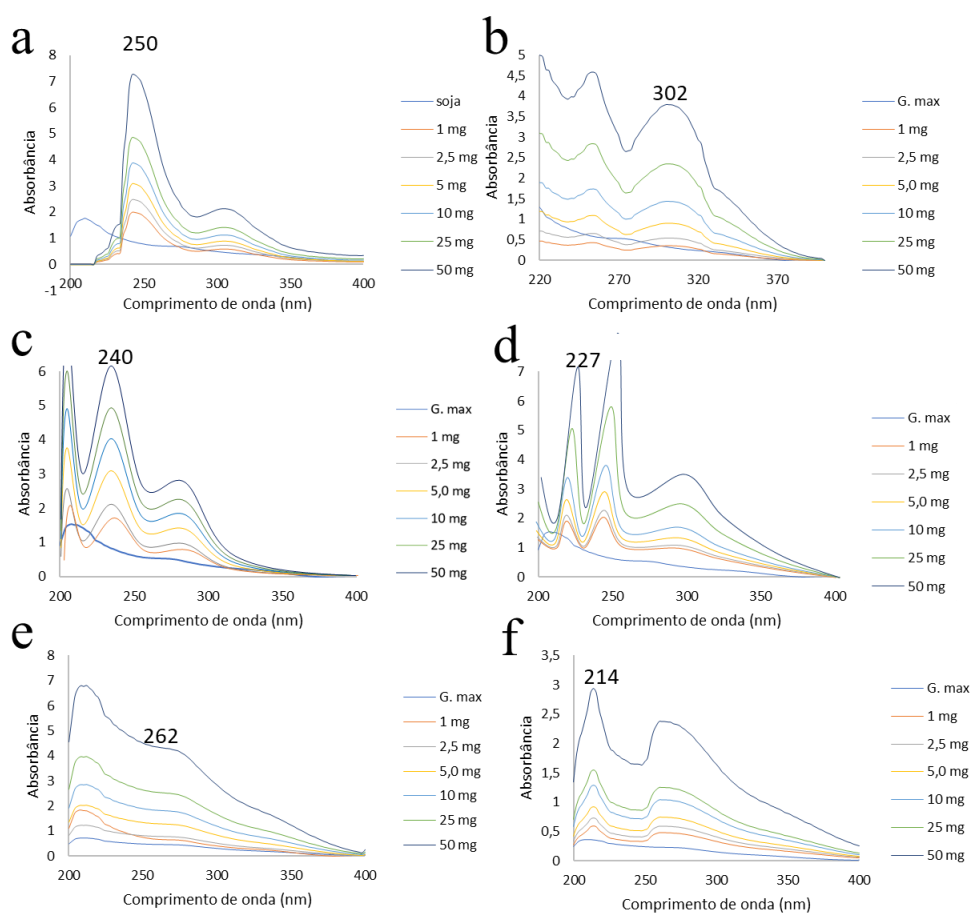 a
250
8
7
6
5
4
3
2
1
0
-1
200
250
300
350
400
Absorbância
Comprimento de onda (nm)
soja
1 mg
2,5 mg
5 mg
10 mg
25 mg
50 mg
b
302
5
4,5
4
3,5
3
2,5
2
1,5
1
0,5
0
220
270
320
370
Absorbância
Comprimento de onda (nm)
G. max
1 mg
2,5 mg
5,0 mg
10 mg
25 mg
50 mg
c
240
6
5
4
3
2
1
0
200
250
300
350
400
Absorbância
Comprimento de onda (nm)
G. max
1 mg
2,5 mg
5,0 mg
10 mg
25 mg
50 mg
d
227
7
6
5
4
3
2
1
0
200
250
300
350
400
Absorbância
Comprimento de onda (nm)
G. max
1 mg
2,5 mg
5,0 mg
10 mg
25 mg
50 mg
e
262
8
7
6
5
4
3
2
1
0
200
250
300
350
400
Absorbância
Comprimento de onda (nm)
G. max
1 mg
2,5 mg
5,0 mg
10 mg
25 mg
50 mg
f
214
3,5
3
2,5
2
1,5
1
0,5
0
200
250
300
350
400
Absorbância
Comprimento de onda (nm)
G. max
1 mg
2,5 mg
5,0 mg
10 mg
25 mg
50 mg